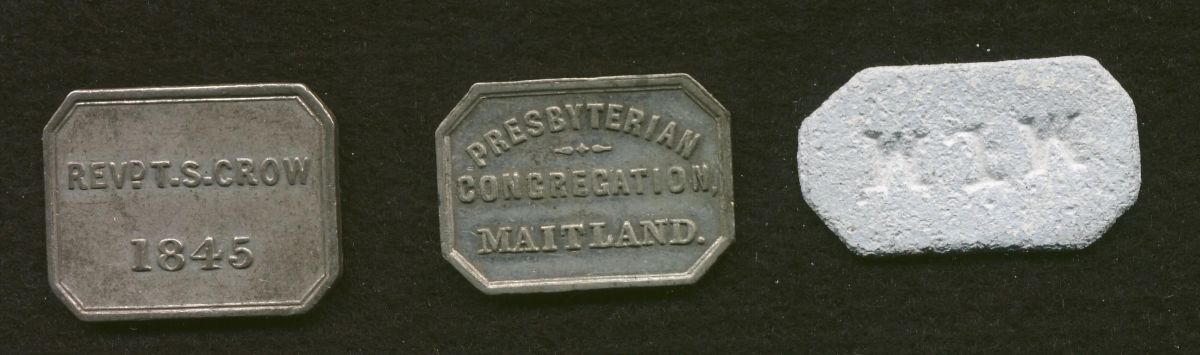 REVD. T.S. CROW
1845
PRESBYTERIAN
CONGREGATION,
MAITLAND.